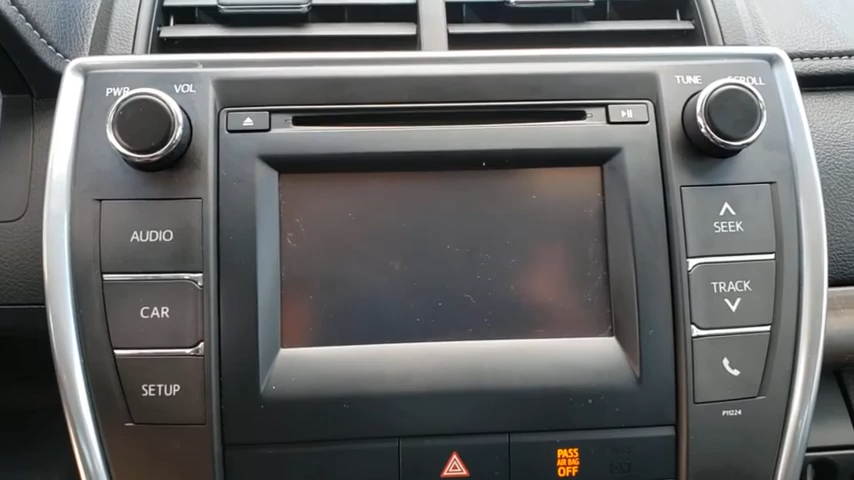 PWR VOL
TUNE SCROLL
AUDIO
CAR
SETUP
SEEK
TRACK
P11224
PASS
AIR BAG
OFF